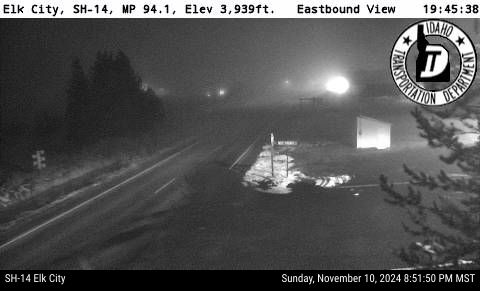 Elk City, SH-14, MP 94.1, Elev 3,939ft. Eastbound View 19:45:38
IDAHO
TRANSPORTATION DEPARTMENT
SH-14 Elk City
Sunday, November 10, 2024 8:51:50 PM MST